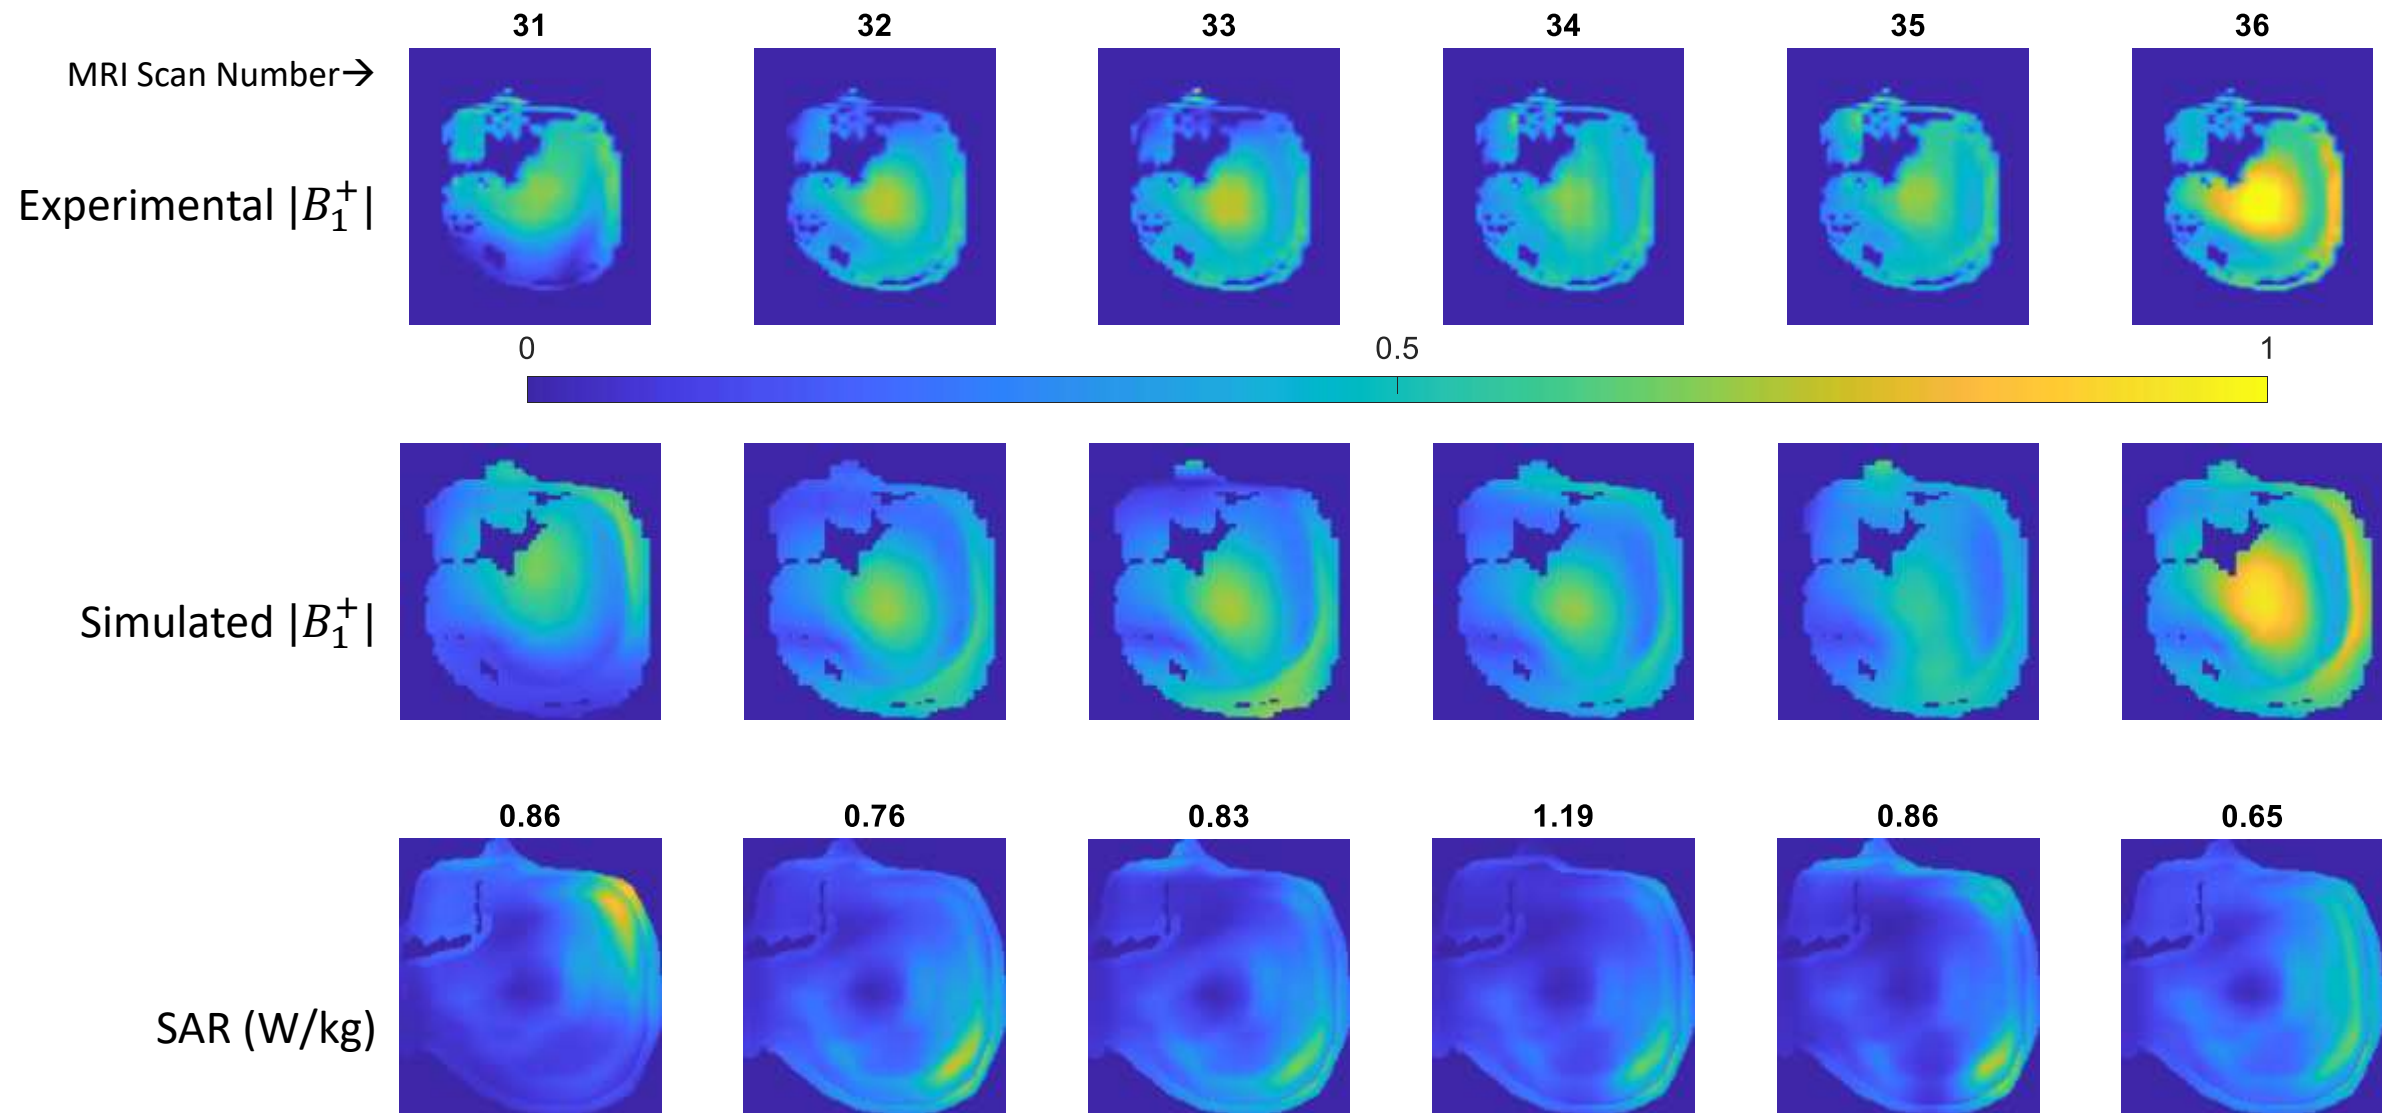 31 32 33 34 35 36
MRI Scan Number→
Experimental |B₁⁺|
0 0.5 1
Simulated |B₁⁺|
0.86 0.76 0.83 1.19 0.86 0.65
SAR (W/kg)